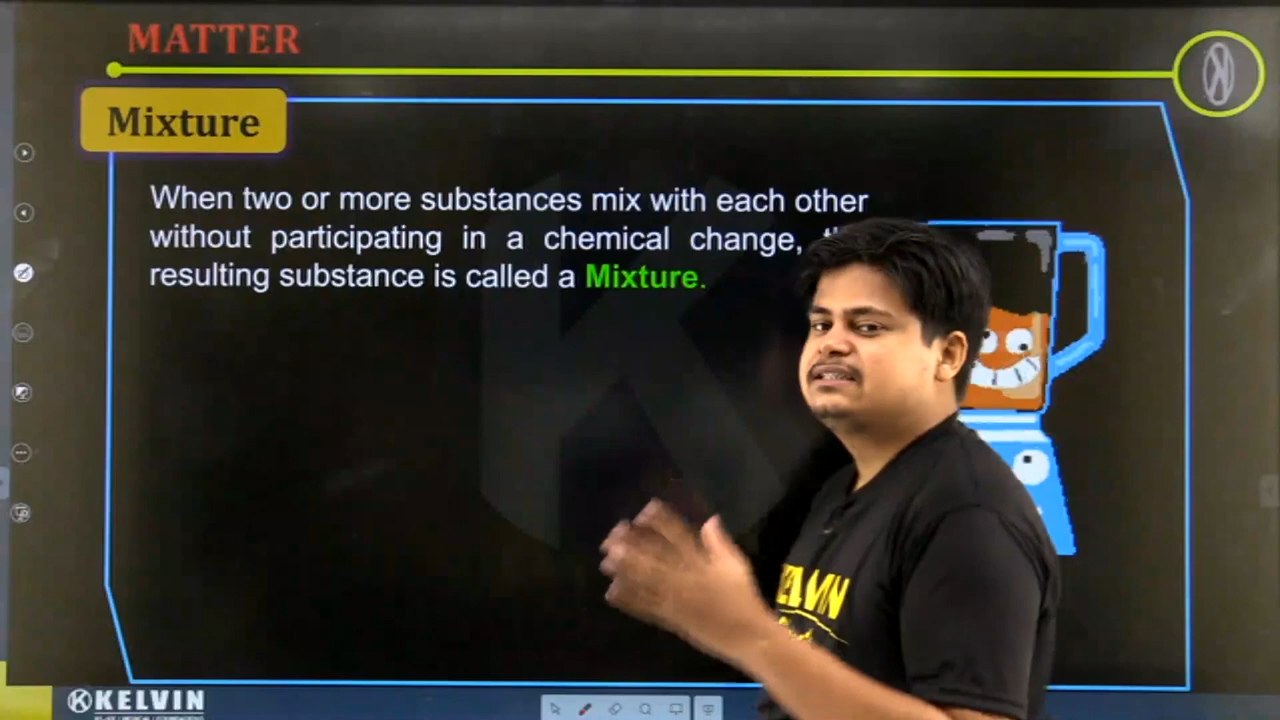 MATTER
Mixture
When two or more substances mix with each other
without participating in a chemical change,
resulting substance is called a Mixture.
KELVIN